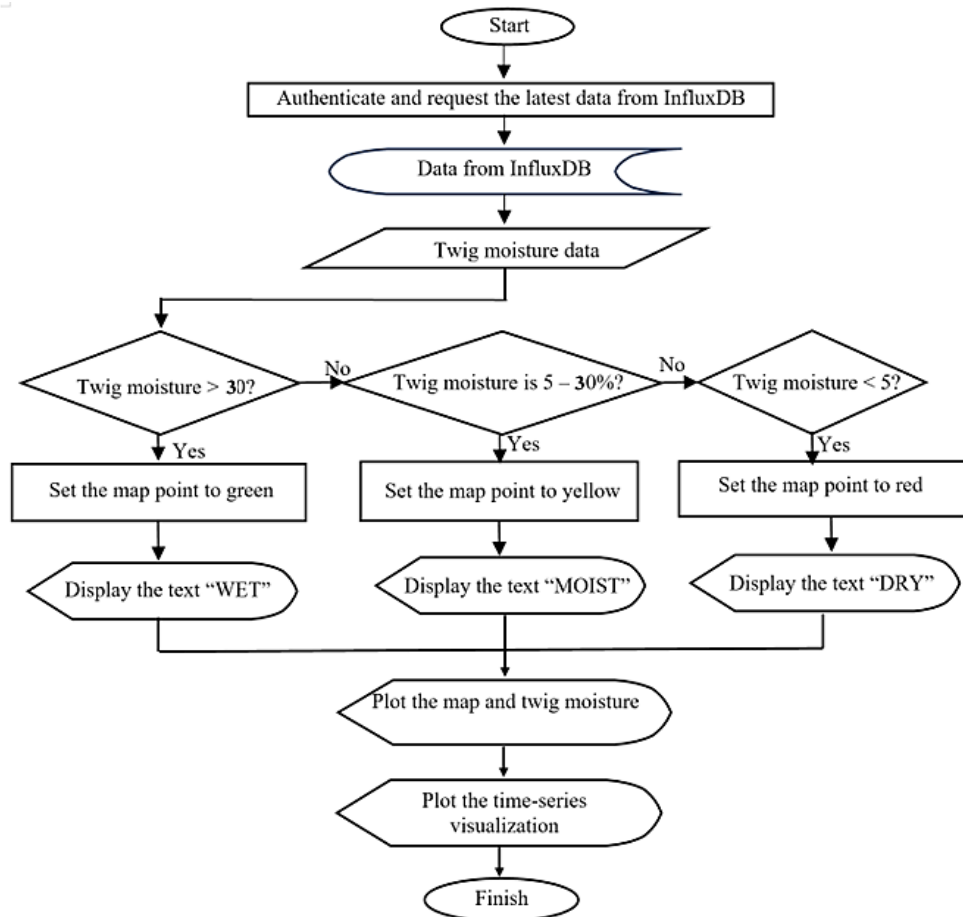 Start
Authenticate and request the latest data from InfluxDB
Data from InfluxDB
Twig moisture data
Twig moisture > 30?
No
Twig moisture is 5 – 30%?
No
Twig moisture < 5?
Yes
Yes
Yes
Set the map point to green
Set the map point to yellow
Set the map point to red
Display the text “WET”
Display the text “MOIST”
Display the text “DRY”
Plot the map and twig moisture
Plot the time-series
visualization
Finish